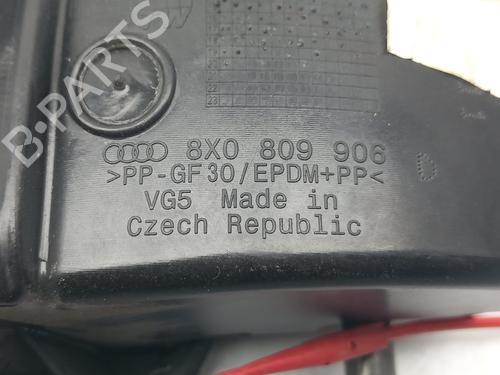 B-PARTS
8X0 809 906 D
>PP-GF30/EPDM+PP<
VG5 Made in
Czech Republic